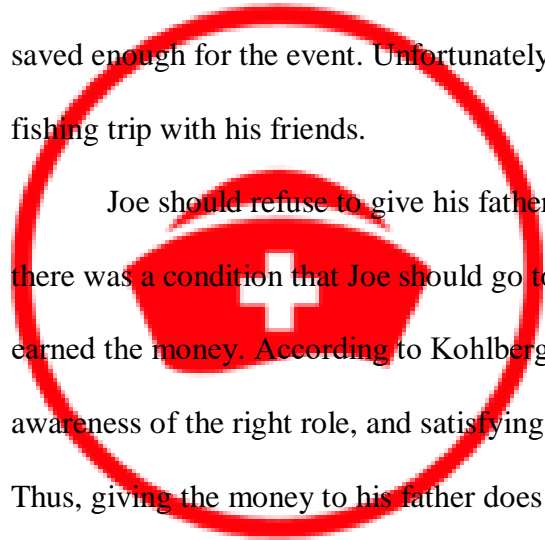 saved enough for the event. Unfortunately
fishing trip with his friends.
Joe should refuse to give his father
there was a condition that Joe should go to
earned the money. According to Kohlberg
awareness of the right role, and satisfying
Thus, giving the money to his father does